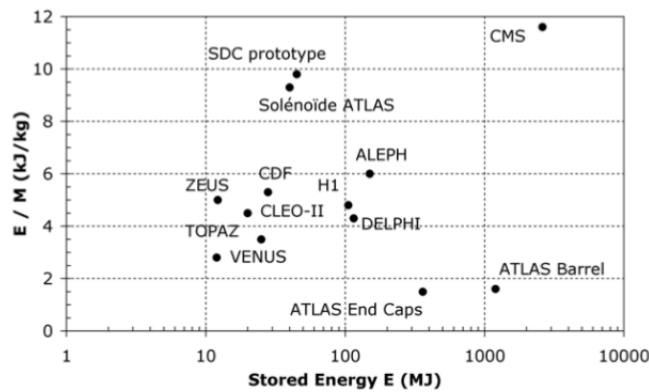 12
CMS
SDC prototype
10
Solénoïde ATLAS
8
E / M (kJ/kg)
ALEPH
6
CDF
ZEUS
H1
CLEO-II
4
DELPHI
TOPAZ
VENUS
2
ATLAS Barrel
ATLAS End Caps
0
1 10 100 1000 10000
Stored Energy E (MJ)